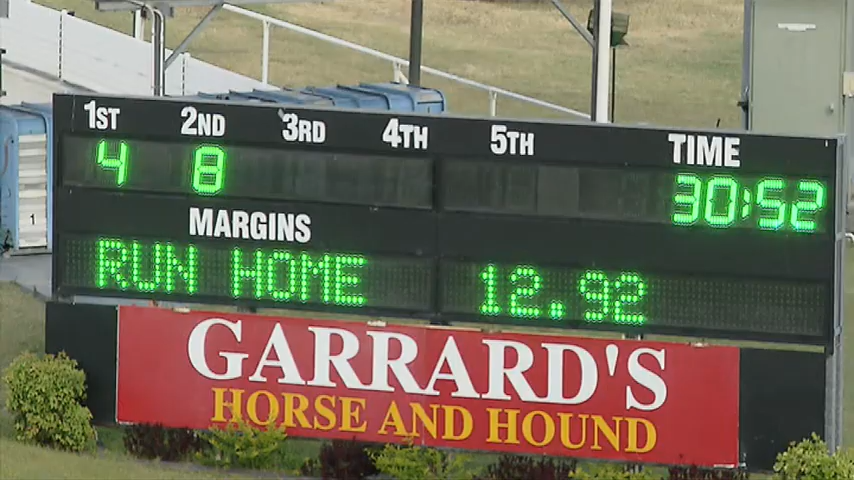 1ST 2ND 3RD 4TH 5TH TIME
4 8 30:52
MARGINS
RUN HOME 12.92
GARRARD'S
HORSE AND HOUND
1